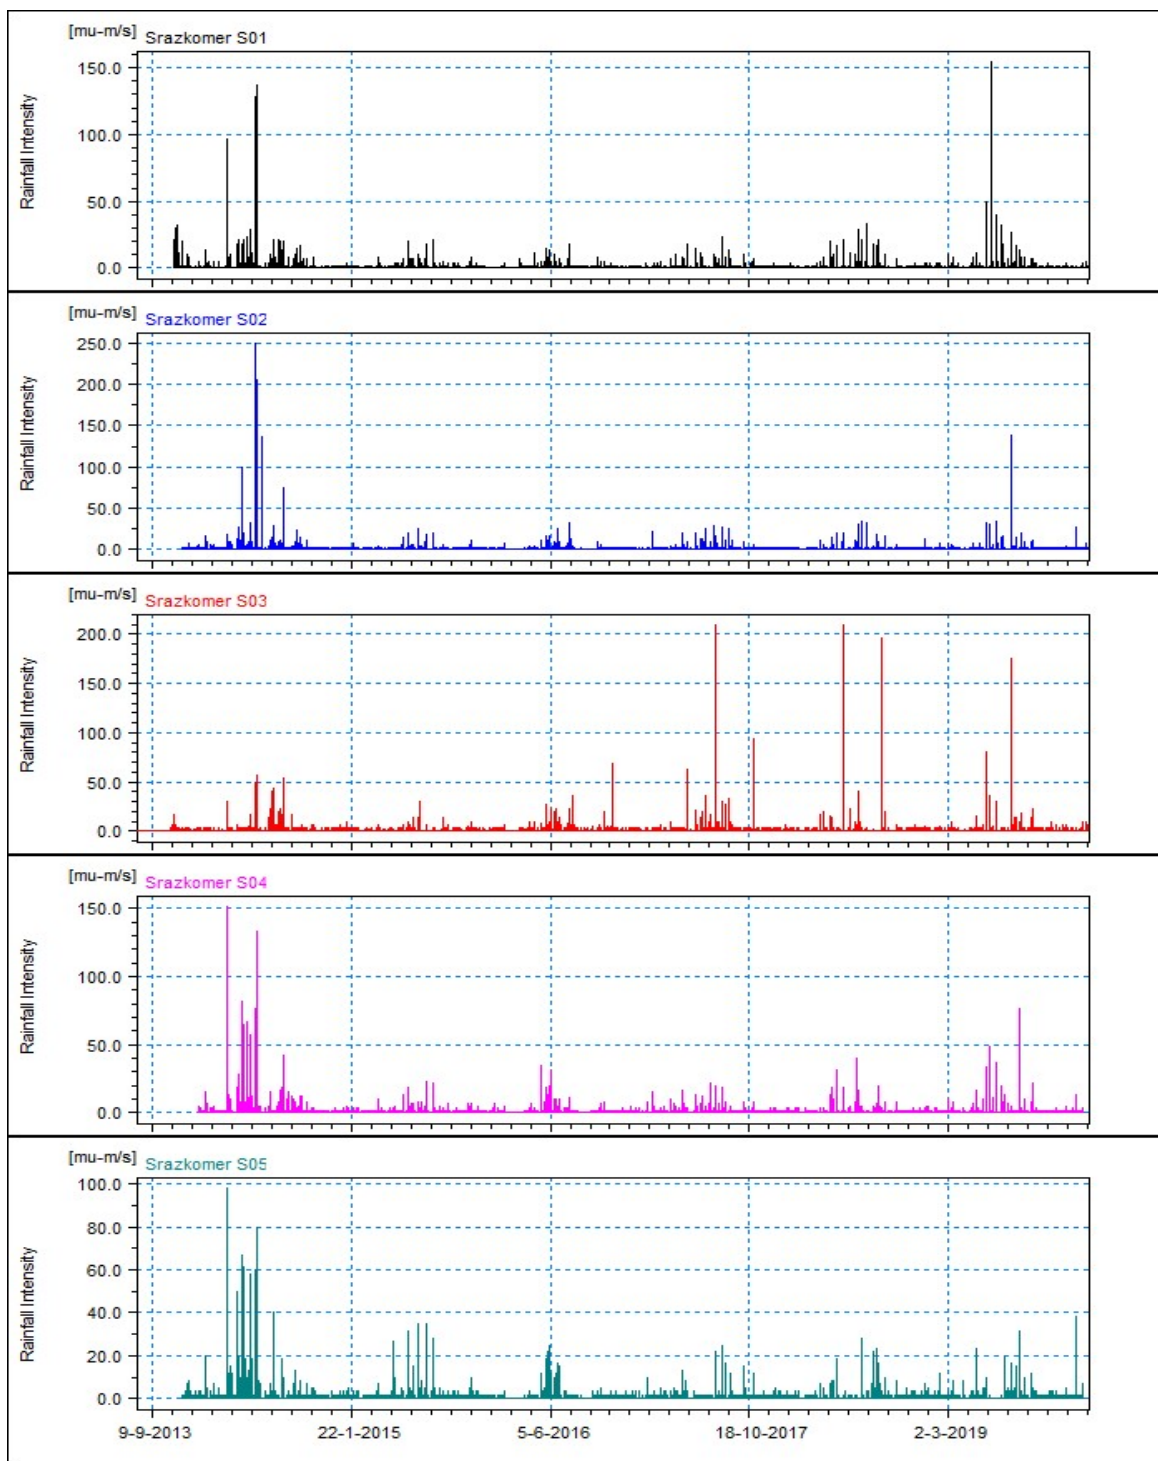 [mu-m/s] Srazkomer S01
Rainfall Intensity
150.0
100.0
50.0
0.0
[mu-m/s] Srazkomer S02
Rainfall Intensity
250.0
200.0
150.0
100.0
50.0
0.0
[mu-m/s] Srazkomer S03
Rainfall Intensity
200.0
150.0
100.0
50.0
0.0
[mu-m/s] Srazkomer S04
Rainfall Intensity
150.0
100.0
50.0
0.0
[mu-m/s] Srazkomer S05
Rainfall Intensity
100.0
80.0
60.0
40.0
20.0
0.0
9-9-2013 22-1-2015 5-6-2016 18-10-2017 2-3-2019